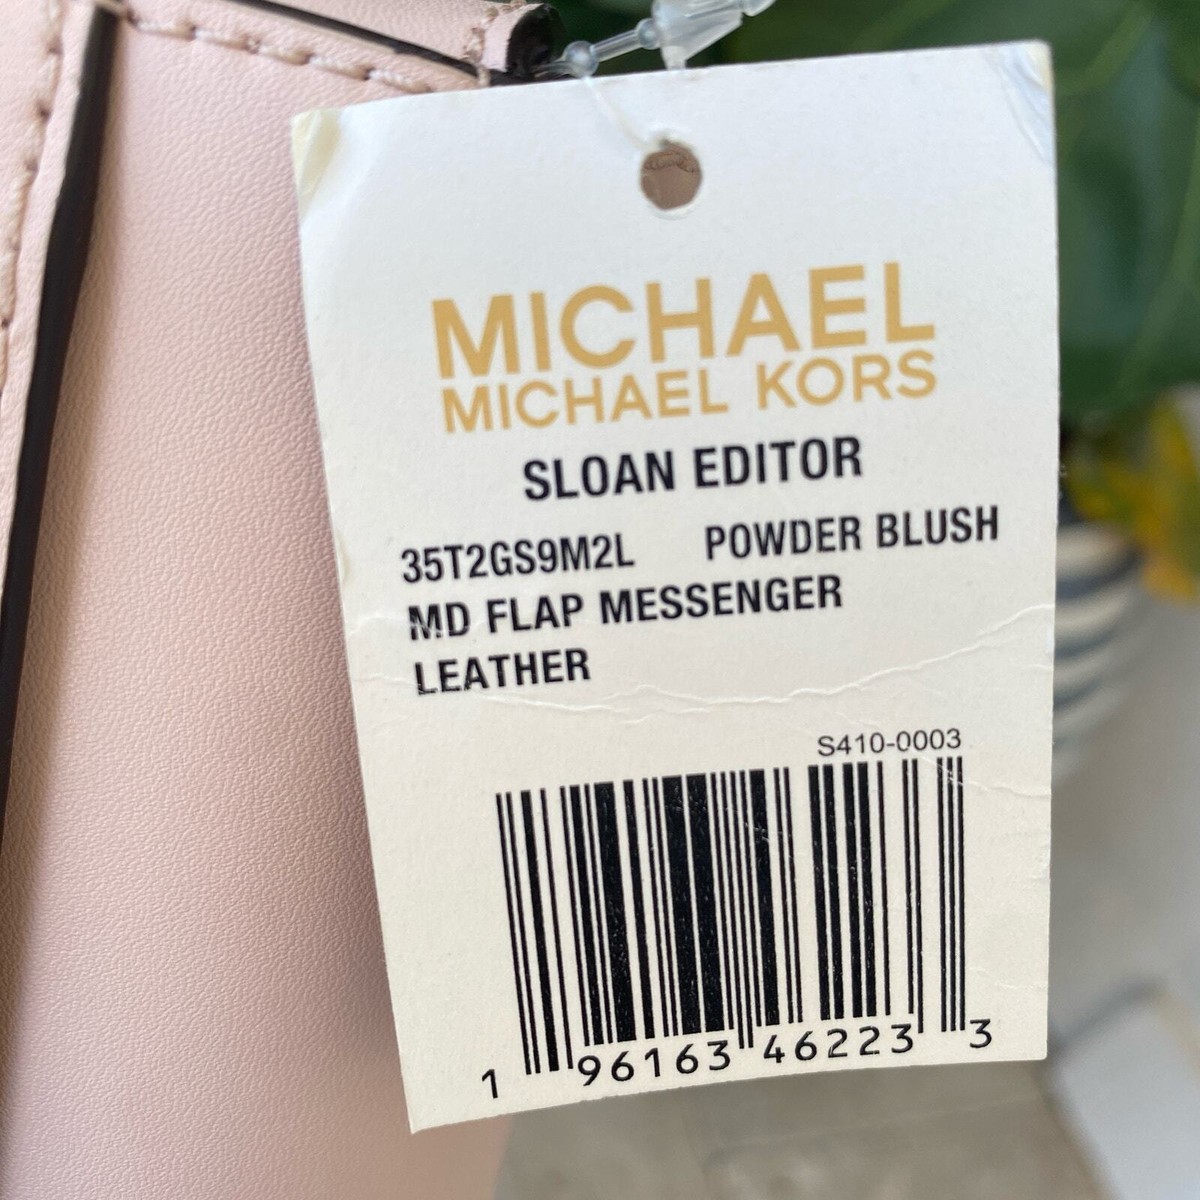 MICHAEL
MICHAEL KORS
SLOAN EDITOR
35T2GS9M2L POWDER BLUSH
MD FLAP MESSENGER
LEATHER
S410-0003
1 96163 46223 3